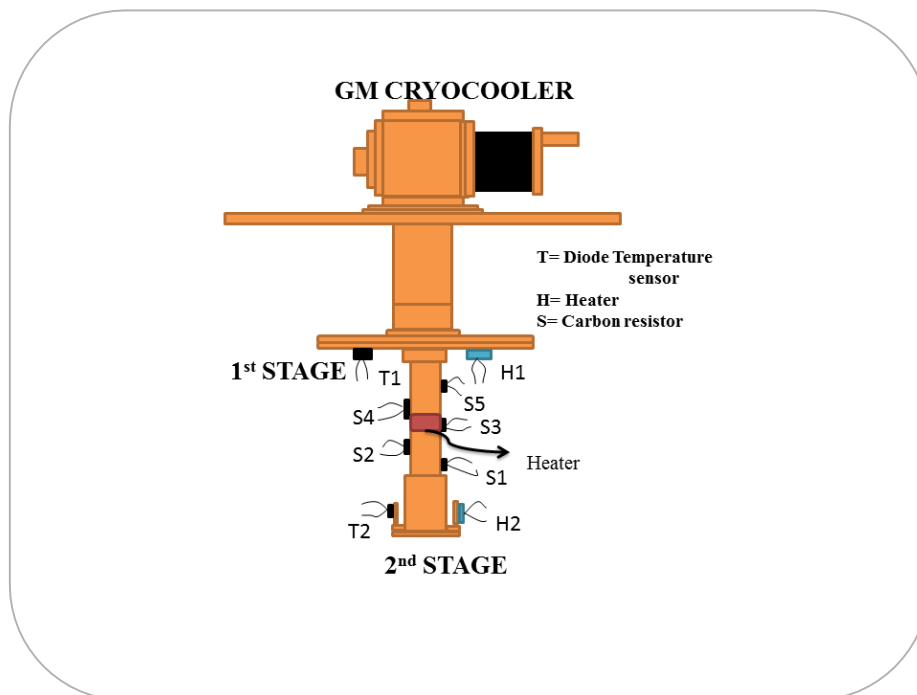 GM CRYOCOOLER
T= Diode Temperature
sensor
H= Heater
S= Carbon resistor
1st STAGE
T1
H1
S5
S4
S3
S2
Heater
S1
T2
H2
2nd STAGE